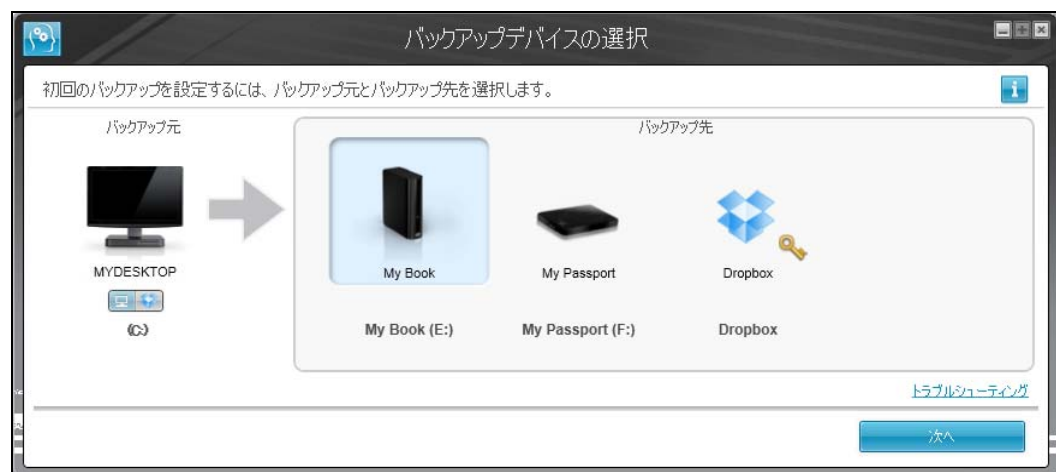 バックアップデバイスの選択
初回のバックアップを設定するには、バックアップ元とバックアップ先を選択します。
バックアップ元
バックアップ先
MYDESKTOP
(C:)
My Book
My Passport
Dropbox
My Book (E:)
My Passport (F:)
Dropbox
トラブルシューティング
次へ